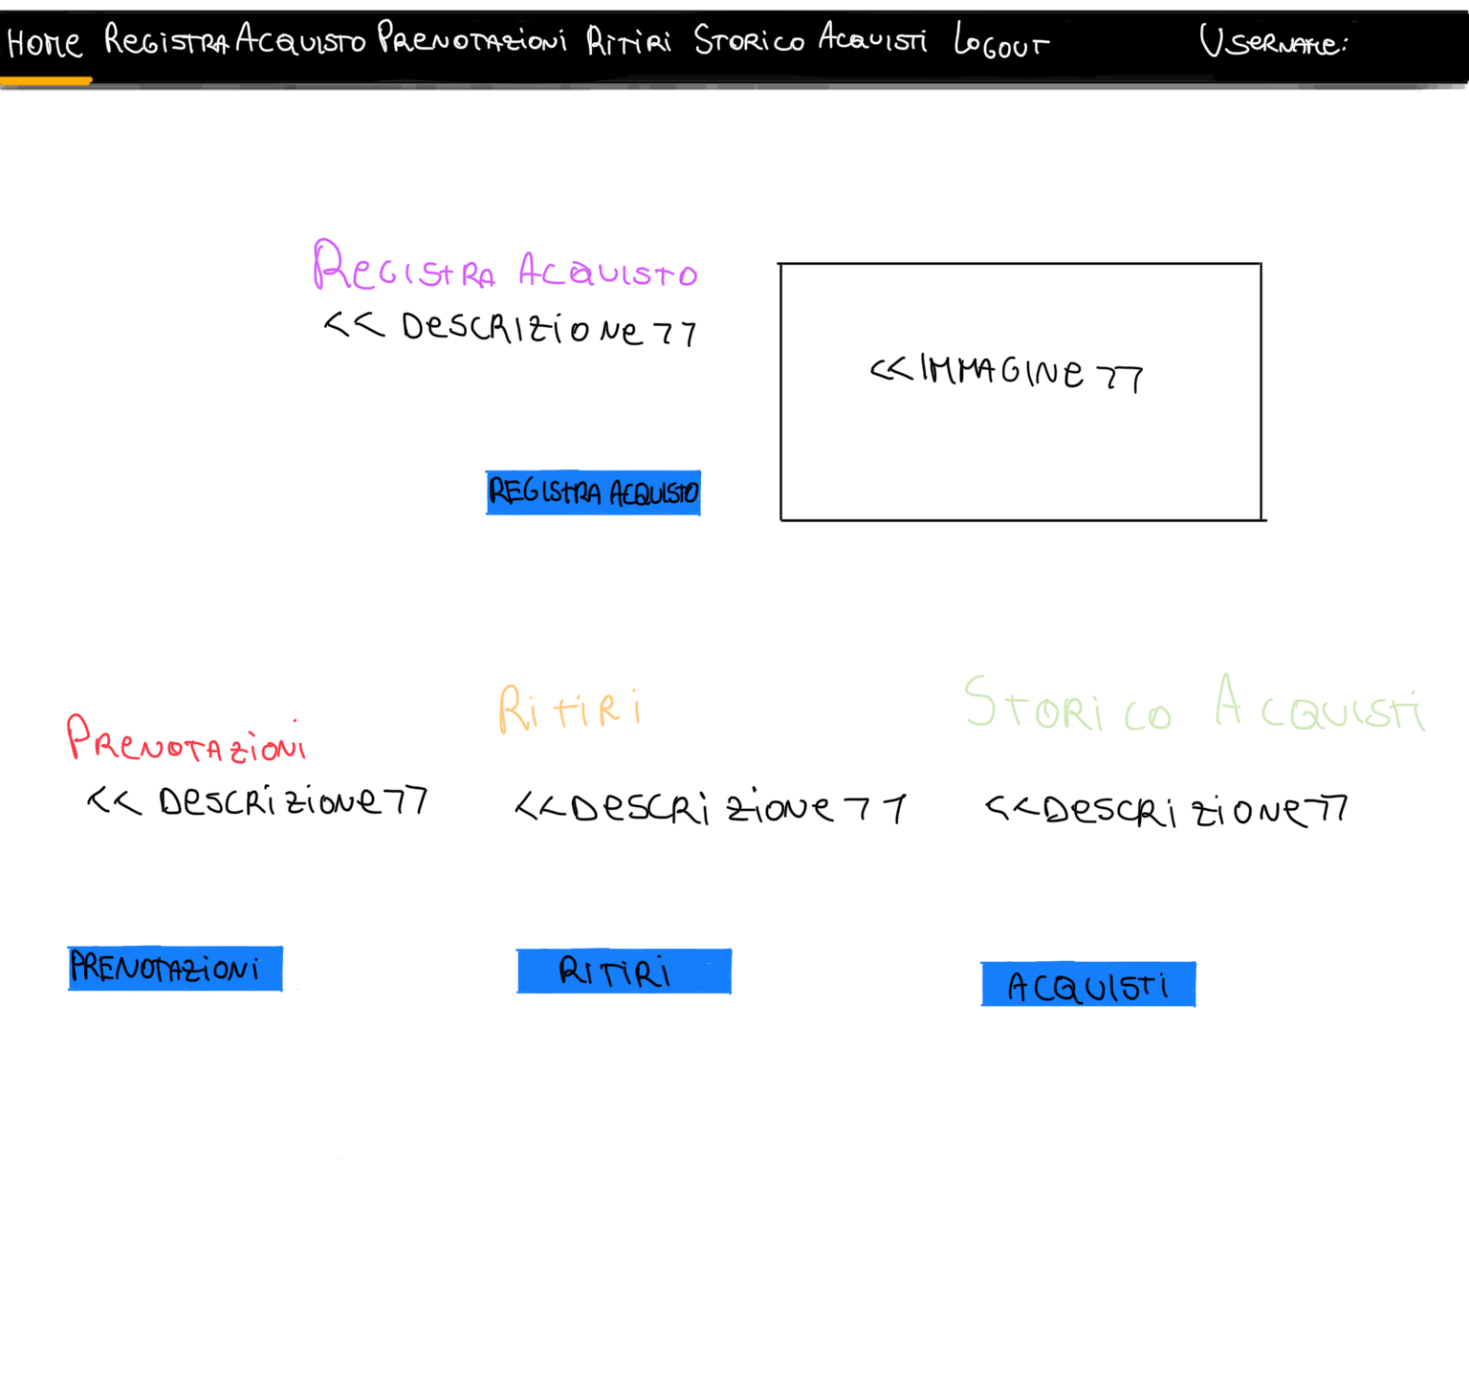 Home Registra Acquisto Prenotazioni Ritiri Storico Acquisti Logout Username:
Registra Acquisto
<< Descrizione >>
<< Immagine >>
REGISTRA ACQUISTO
Prenotazioni Ritiri Storico Acquisti
<< Descrizione >> << Descrizione >> << Descrizione >>
PRENOTAZIONI RITIRI ACQUISTI